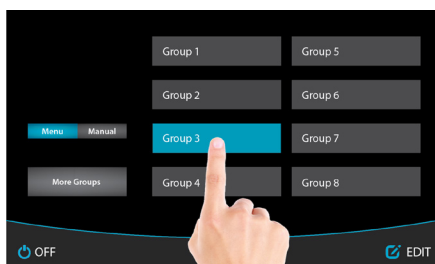 Group 1 Group 5
Group 2 Group 6
Menu Manual
Group 3 Group 7
More Groups
Group 4 Group 8
OFF
EDIT